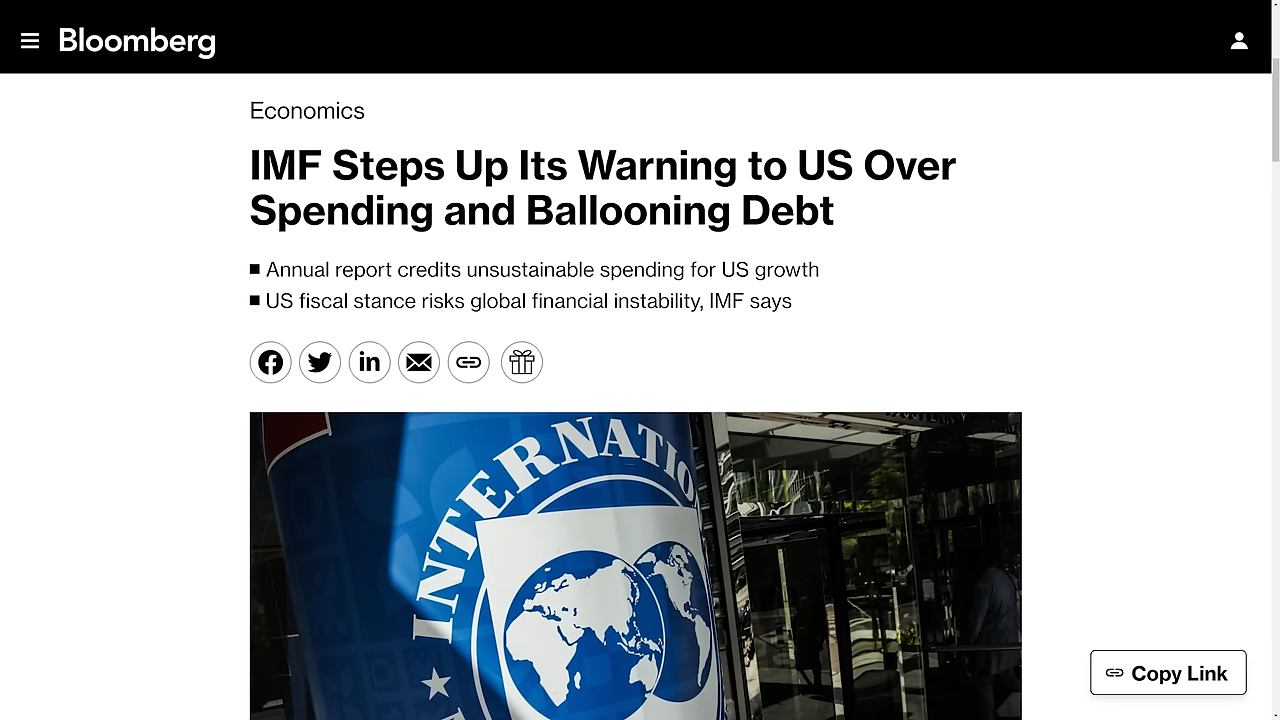 Bloomberg
Economics
IMF Steps Up Its Warning to US Over
Spending and Ballooning Debt
Annual report credits unsustainable spending for US growth
US fiscal stance risks global financial instability, IMF says
in
INTERNATIO
Copy Link